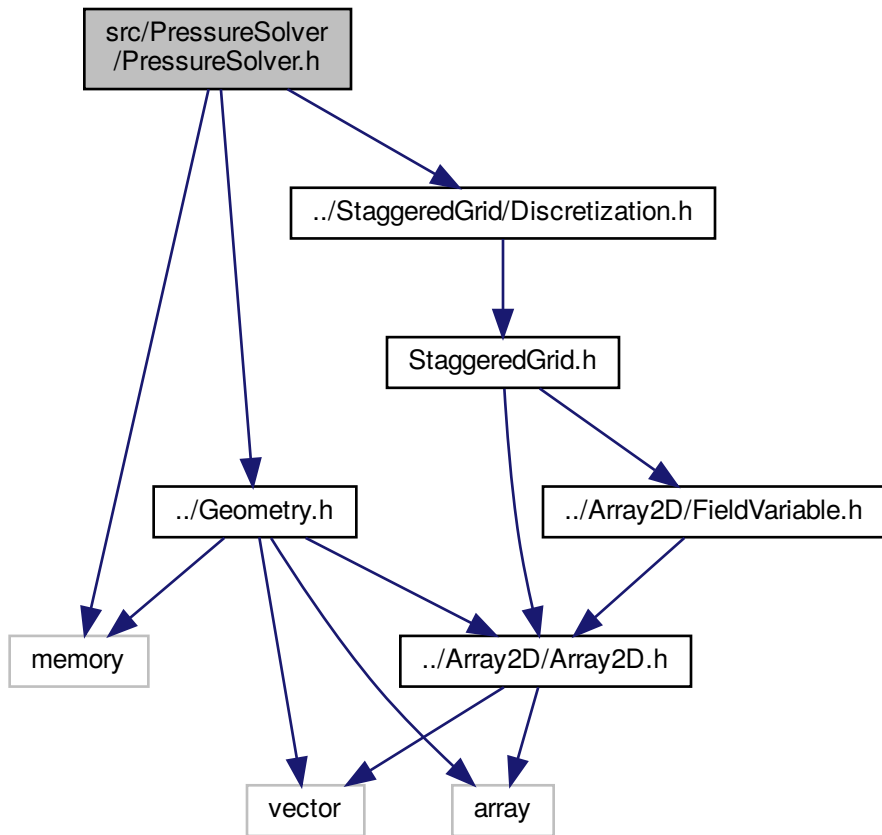 src/PressureSolver
/PressureSolver.h
../StaggeredGrid/Discretization.h
StaggeredGrid.h
../Geometry.h
../Array2D/FieldVariable.h
memory
../Array2D/Array2D.h
vector
array